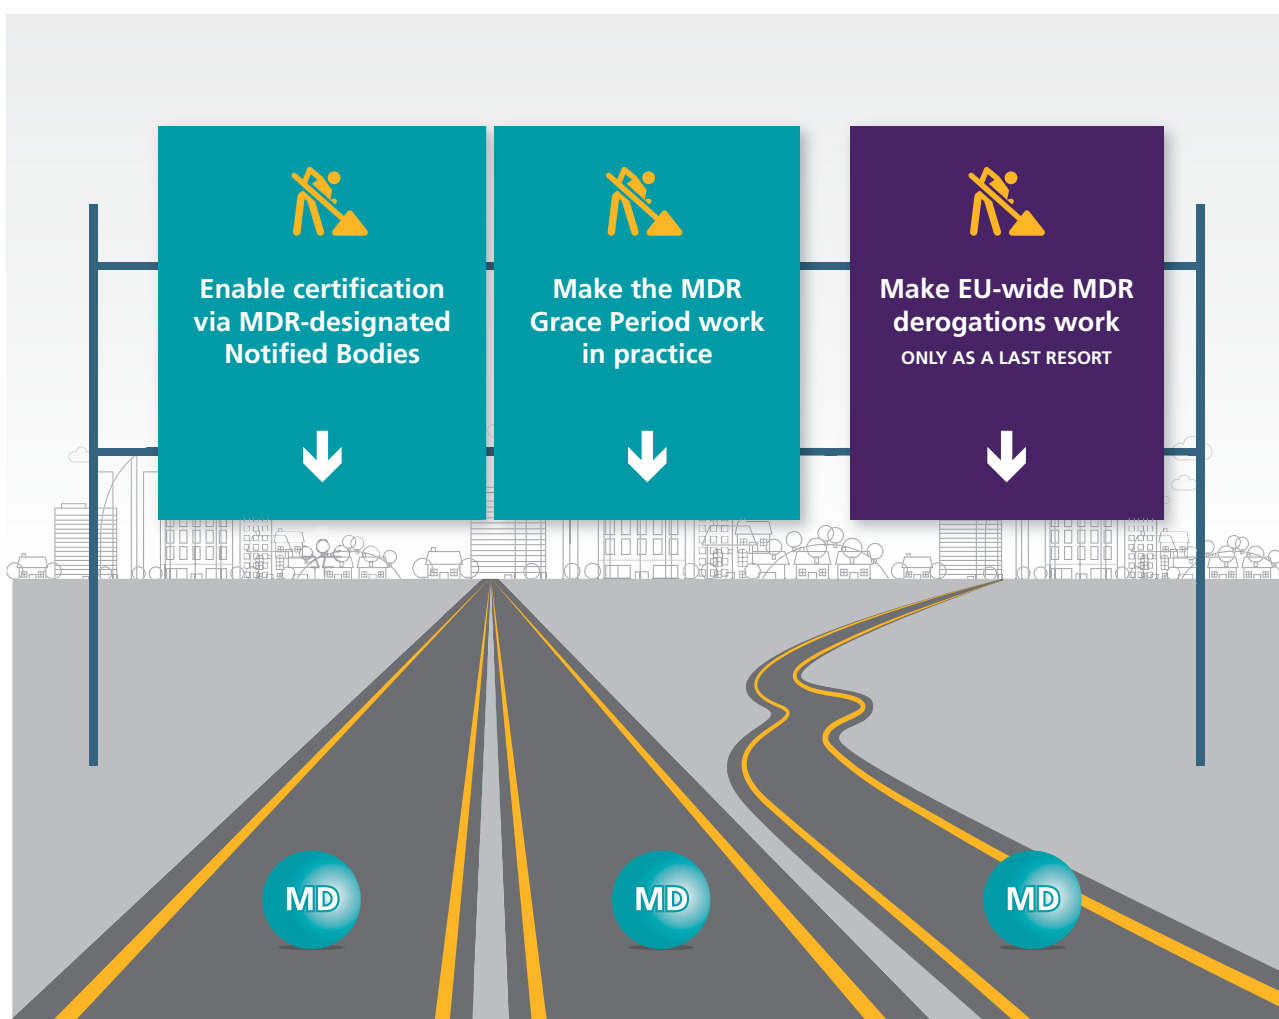 Enable certification
via MDR-designated
Notified Bodies
Make the MDR
Grace Period work
in practice
Make EU-wide MDR
derogations work
ONLY AS A LAST RESORT
MD
MD
MD